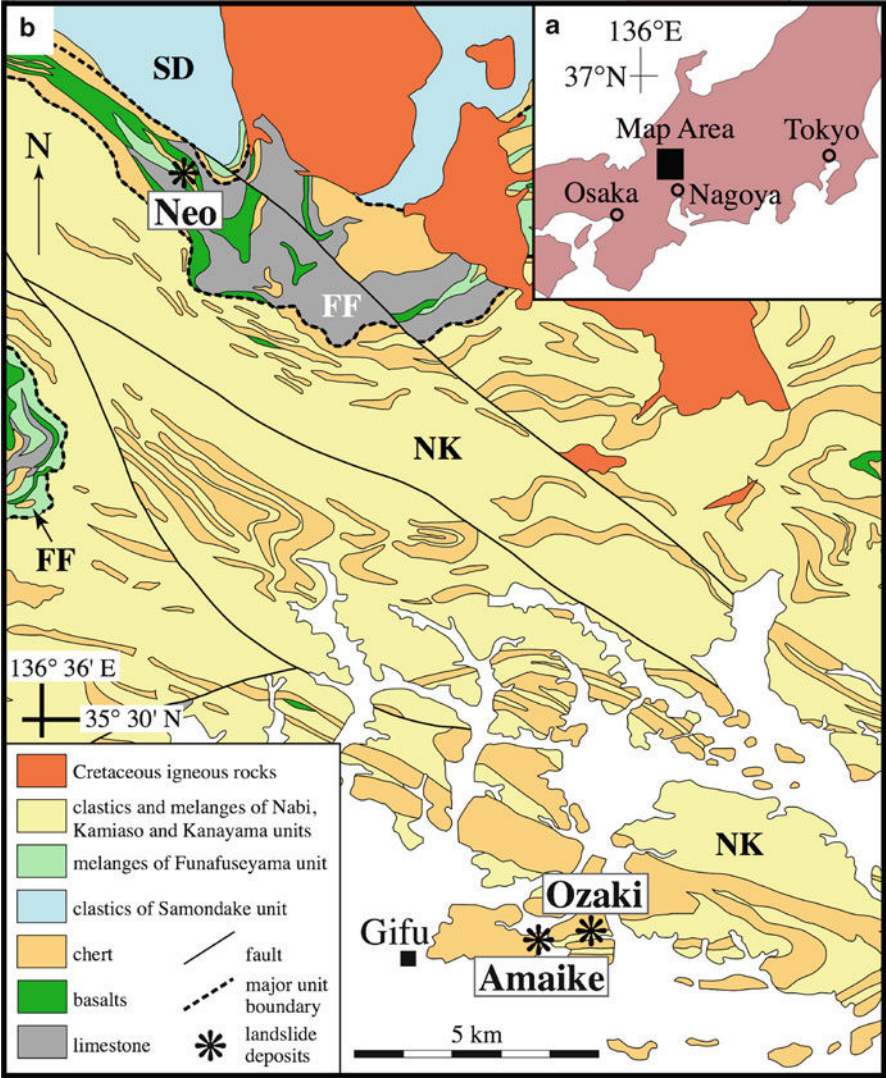 b
SD
N
Neo
FF
NK
FF
136° 36' E
35° 30' N
NK
Ozaki
Gifu
Amaike
5 km
a
136°E
37°N
Map Area
Tokyo
Osaka
Nagoya
Cretaceous igneous rocks
clastics and melanges of Nabi,
Kamiaso and Kanayama units
melanges of Funafuseyama unit
clastics of Samondake unit
chert
basalts
limestone
fault
major unit
boundary
landslide
deposits